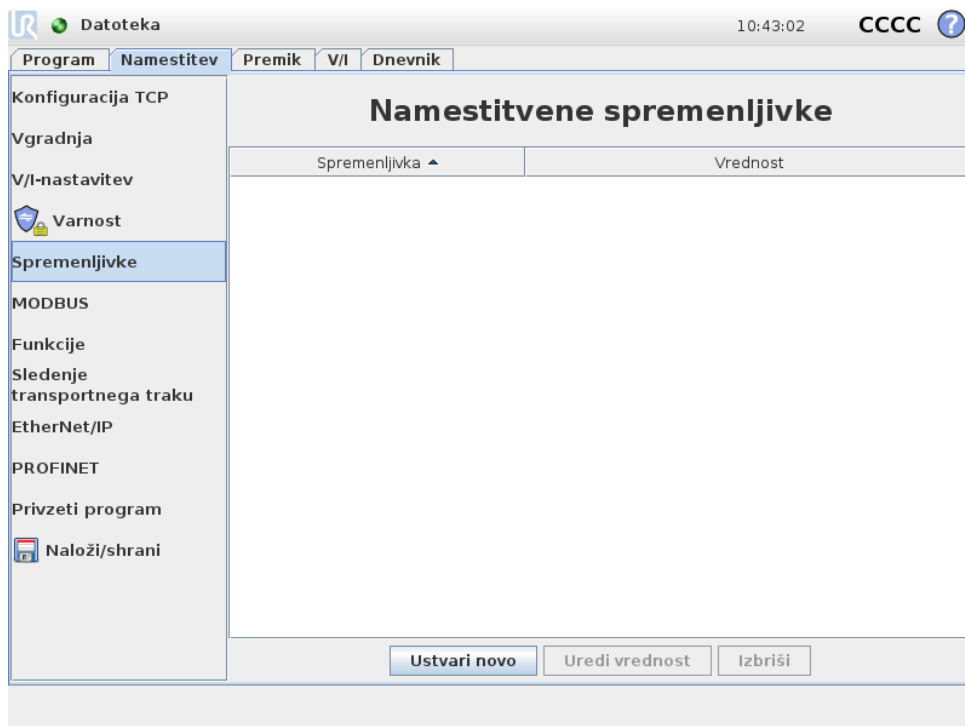 UR Datoteka 10:43:02 CCCC ?
Program Namestitev Premik V/I Dnevnik
Konfiguracija TCP
Vgradnja
V/I-nastavitev
Varnost
Spremenljivke
MODBUS
Funkcije
Sledenje
transportnega traku
EtherNet/IP
PROFINET
Privzeti program
Naloži/shrani
Namestitvene spremenljivke
Spremenljivka Vrednost
Ustvari novo Uredi vrednost Izbriši